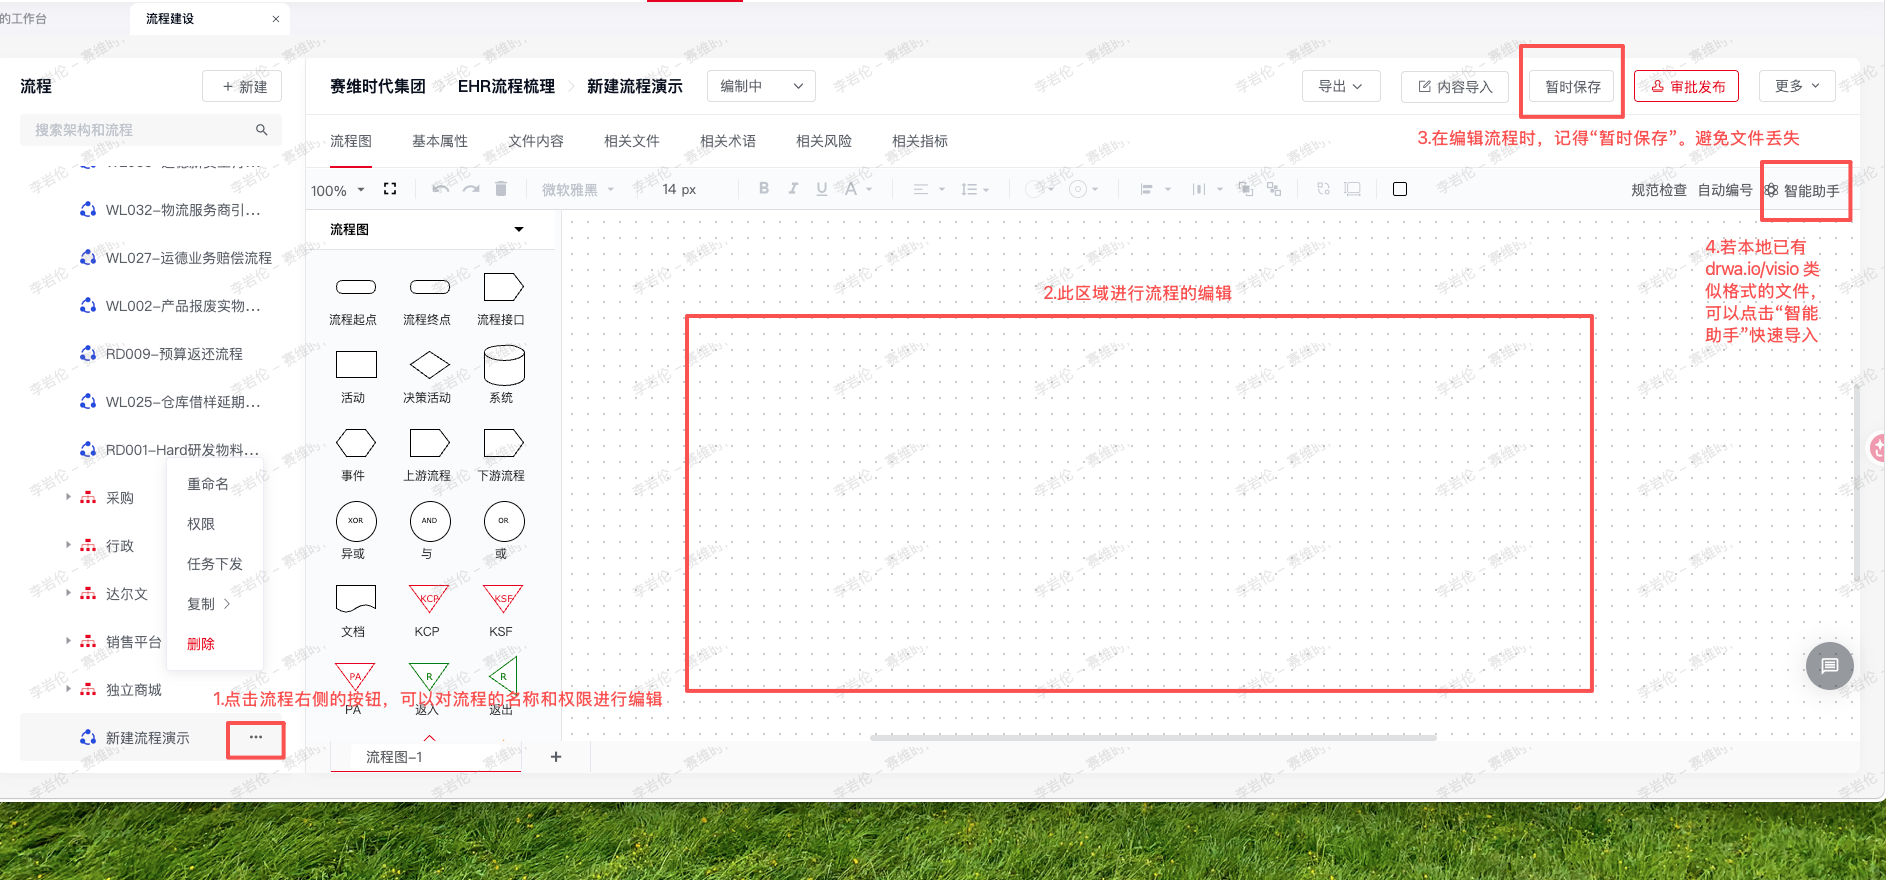 的工作台
流程建设 ×
流程
+ 新建
搜索架构和流程
WL032-物流服务商引...
WL027-运德业务赔偿流程
WL002-产品报废实物...
RD009-预算返还流程
WL025-仓库借样延期...
RD001-Hard研发物料...
采购
行政
达尔文
销售平台
独立商城
新建流程演示
...
重命名
权限
任务下发
复制
删除
赛维时代集团 EHR流程梳理 新建流程演示
编制中
导出
内容导入
暂时保存
审批发布
更多
流程图 基本属性 文件内容 相关文件 相关术语 相关风险 相关指标
3.在编辑流程时，记得“暂时保存”。避免文件丢失
100%
微软雅黑
14 px
B I U A
规范检查 自动编号 智能助手
流程图
流程起点 流程终点 流程接口
活动 决策活动 系统
事件 上游流程 下游流程
XOR AND OR
异或 与 或
KCP KSF
文档 KCP KSF
PA R R
PA 返入 返出
1.点击流程右侧的按钮，可以对流程的名称和权限进行编辑
2.此区域进行流程的编辑
4.若本地已有
drwa.io/visio 类
似格式的文件，
可以点击“智能
助手”快速导入
流程图-1
+
李岩伦 - 赛维时.